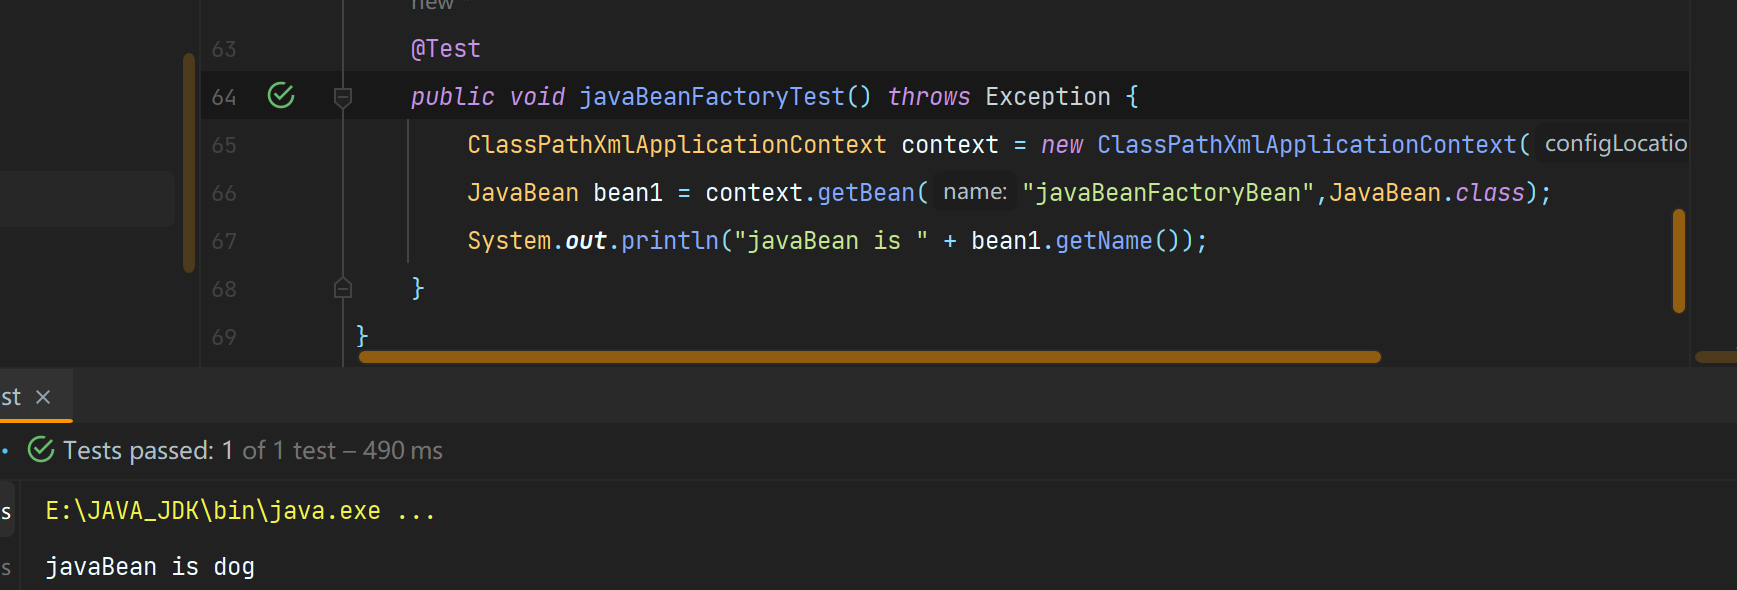 new *
63 @Test
64 public void javaBeanFactoryTest() throws Exception {
65 ClassPathXmlApplicationContext context = new ClassPathXmlApplicationContext( configLocatio
66 JavaBean bean1 = context.getBean( name: "javaBeanFactoryBean",JavaBean.class);
67 System.out.println("javaBean is " + bean1.getName());
68 }
69 }
st ×
Tests passed: 1 of 1 test – 490 ms
s E:\JAVA_JDK\bin\java.exe ...
s javaBean is dog